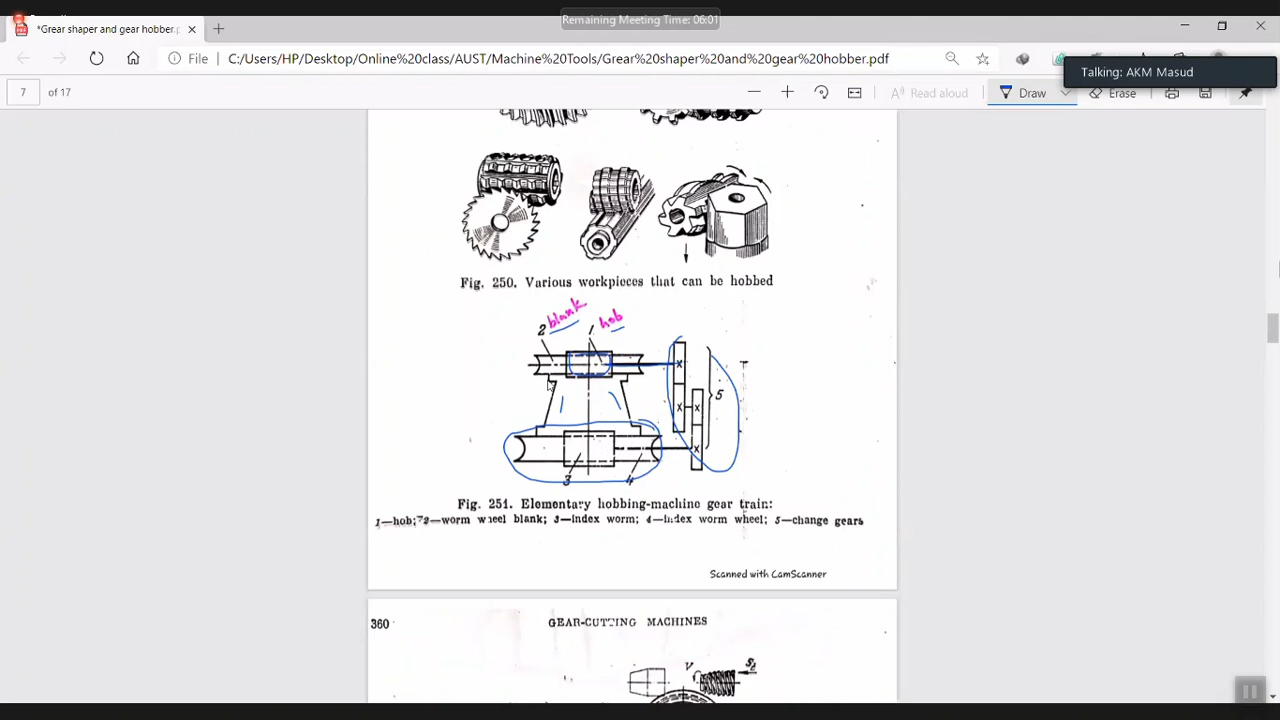 Remaining Meeting Time: 06:01
*Grear shaper and gear hobber.p
File
C:/Users/HP/Desktop/Online%20class/AUST/Machine%20Tools/Grear%20shaper%20and%20gear%20hobber.pdf
Talking: AKM Masud
7 of 17
Read aloud
Draw
Erase
Fig. 250. Various workpieces that can be hobbed
blank
hob
2
1
5
3
4
Fig. 251. Elementary hobbing-machine gear train:
1—hob; 2—worm wheel blank; 3—index worm; 4—index worm wheel; 5—change gears
Scanned with CamScanner
360
GEAR-CUTTING MACHINES
V